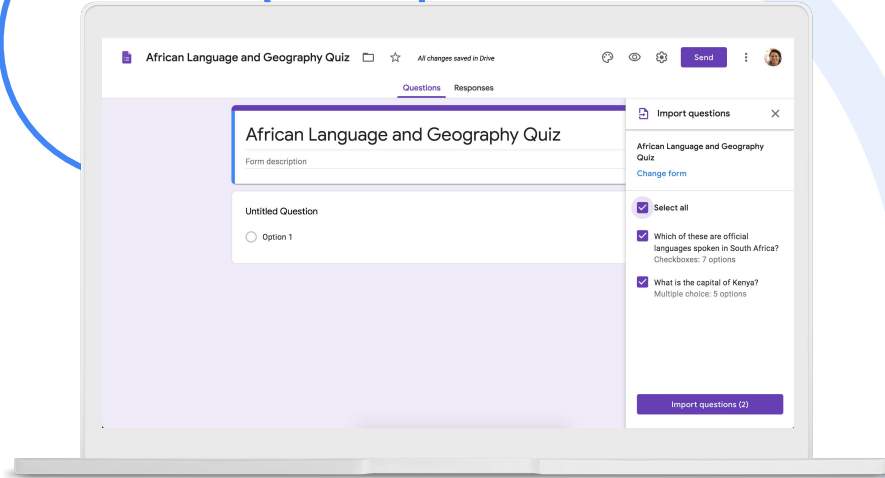 African Language and Geography Quiz
All changes saved in Drive
Send
Questions Responses
Import questions
African Language and Geography Quiz
Form description
African Language and Geography
Quiz
Change form
Untitled Question
Option 1
Select all
Which of these are official
languages spoken in South Africa?
Checkboxes: 7 options
What is the capital of Kenya?
Multiple choice: 5 options
Import questions (2)